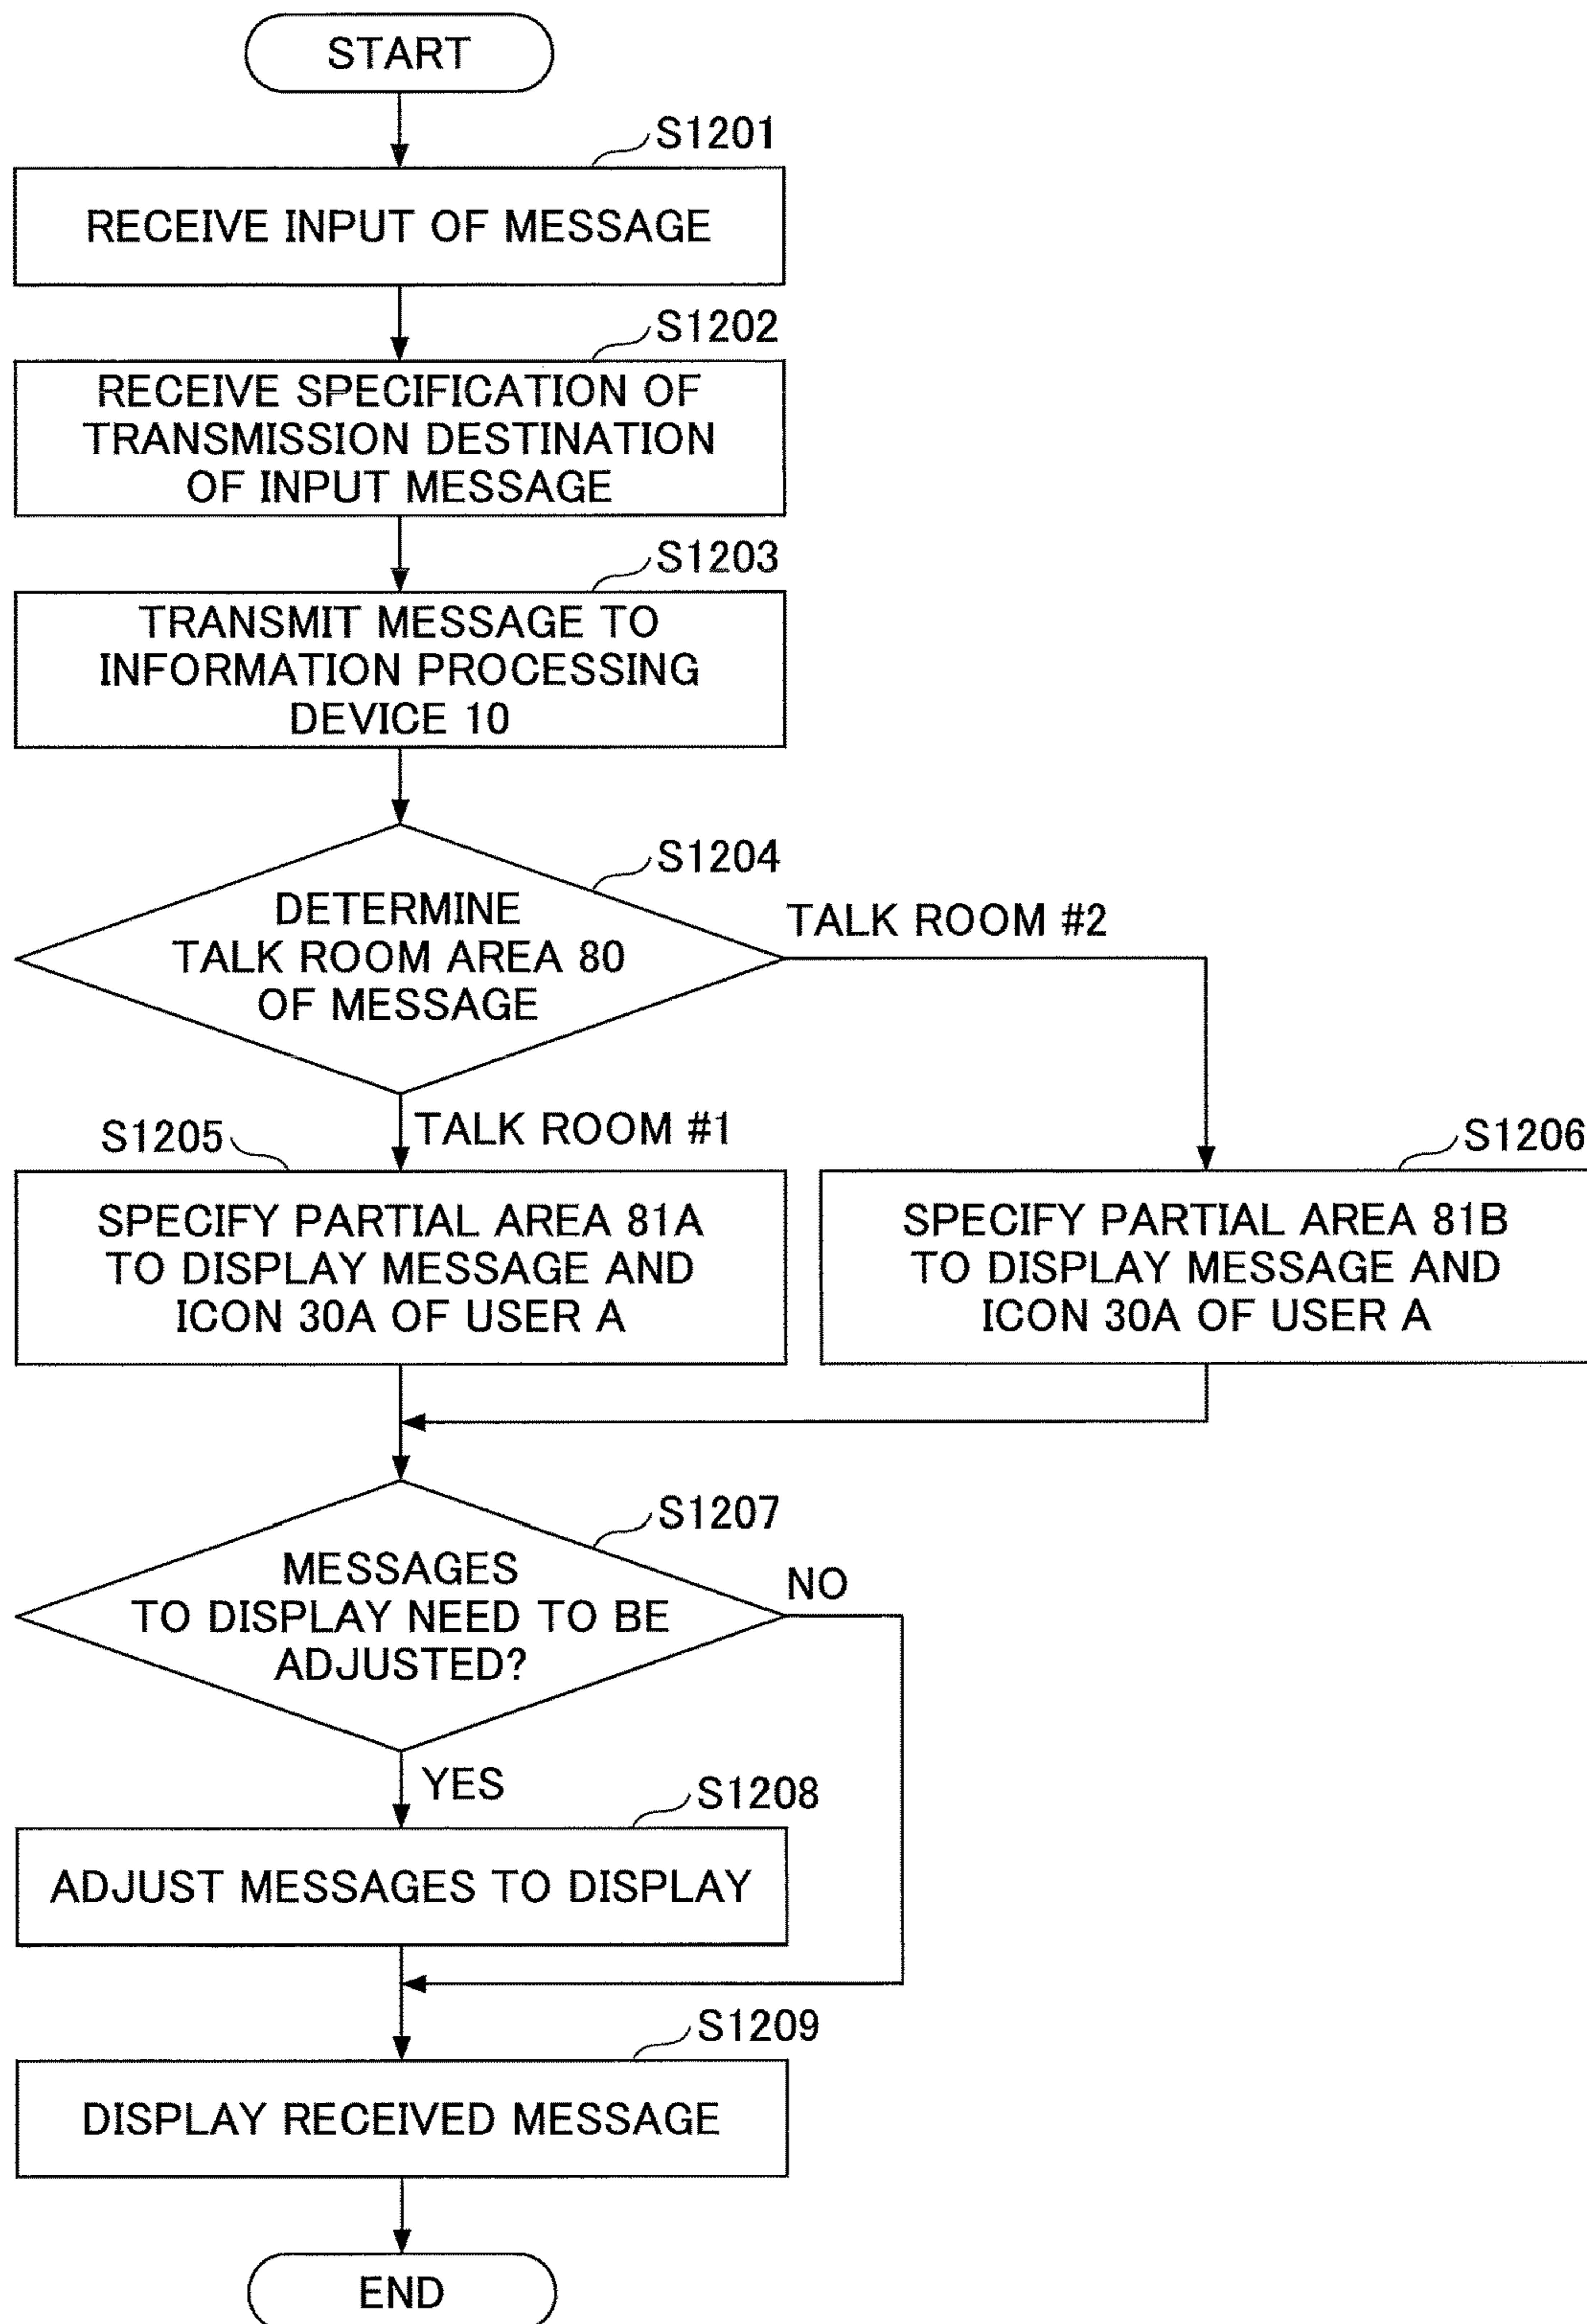 START
S1201
RECEIVE INPUT OF MESSAGE
S1202
RECEIVE SPECIFICATION OF
TRANSMISSION DESTINATION
OF INPUT MESSAGE
S1203
TRANSMIT MESSAGE TO
INFORMATION PROCESSING
DEVICE 10
S1204
DETERMINE
TALK ROOM AREA 80
OF MESSAGE
TALK ROOM #2
TALK ROOM #1
S1205
SPECIFY PARTIAL AREA 81A
TO DISPLAY MESSAGE AND
ICON 30A OF USER A
S1206
SPECIFY PARTIAL AREA 81B
TO DISPLAY MESSAGE AND
ICON 30A OF USER A
S1207
MESSAGES
TO DISPLAY NEED TO BE
ADJUSTED?
NO
YES
S1208
ADJUST MESSAGES TO DISPLAY
S1209
DISPLAY RECEIVED MESSAGE
END